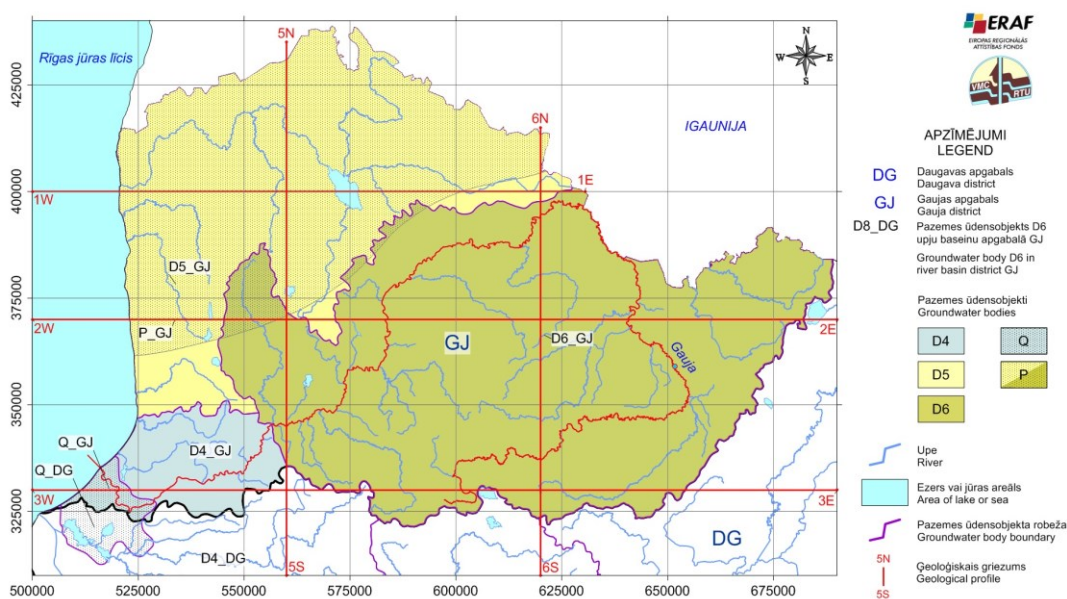 Rīgas jūras līcis
5N
6N
IGAUNIJA
1W
1E
D5_GJ
2W
2E
P_GJ
GJ
D6_GJ
Gauja
Q_GJ
D4_GJ
Q_DG
3W
3E
DG
D4_DG
5S
6S
425000
400000
375000
350000
325000
500000
525000
550000
575000
600000
625000
650000
675000
N
W
E
S
ERAF
EIROPAS REĢIONĀLĀS
ATTĪSTĪBAS FONDS
VMC
RTU
APZĪMĒJUMI
LEGEND
DG
Daugavas apgabals
Daugava district
GJ
Gaujas apgabals
Gauja district
D8_DG
Pazemes ūdensobjekts D6
upju baseinu apgabalā GJ
Groundwater body D6 in
river basin district GJ
Pazemes ūdensobjekti
Groundwater bodies
D4
Q
D5
P
D6
Upe
River
Ezers vai jūras areāls
Area of lake or sea
Pazemes ūdensobjekta robeža
Groundwater body boundary
5N
5S
Ģeoloģiskais griezums
Geological profile